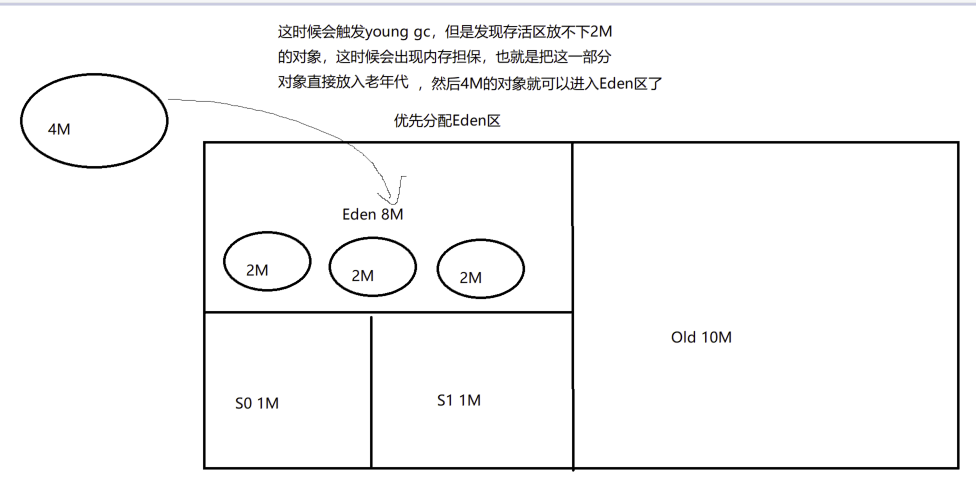 这时候会触发young gc，但是发现存活区放不下2M
的对象，这时候会出现内存担保，也就是把这一部分
对象直接放入老年代 ，然后4M的对象就可以进入Eden区了
优先分配Eden区
4M
Eden 8M
2M
2M
2M
Old 10M
S0 1M
S1 1M